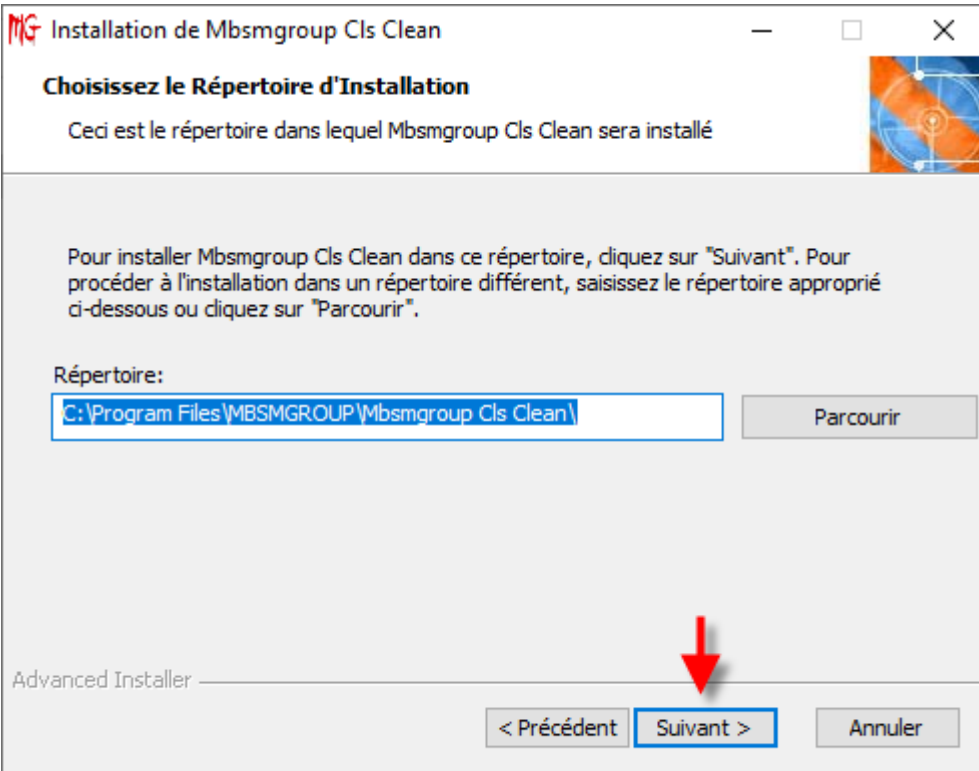 MG Installation de Mbsmgroup Cls Clean
Choisissez le Répertoire d'Installation
Ceci est le répertoire dans lequel Mbsmgroup Cls Clean sera installé
Pour installer Mbsmgroup Cls Clean dans ce répertoire, cliquez sur "Suivant". Pour
procéder à l'installation dans un répertoire différent, saisissez le répertoire approprié
ci-dessous ou cliquez sur "Parcourir".
Répertoire:
C:\Program Files\MBSMGROUP\Mbsmgroup Cls Clean\
Parcourir
Advanced Installer
< Précédent
Suivant >
Annuler